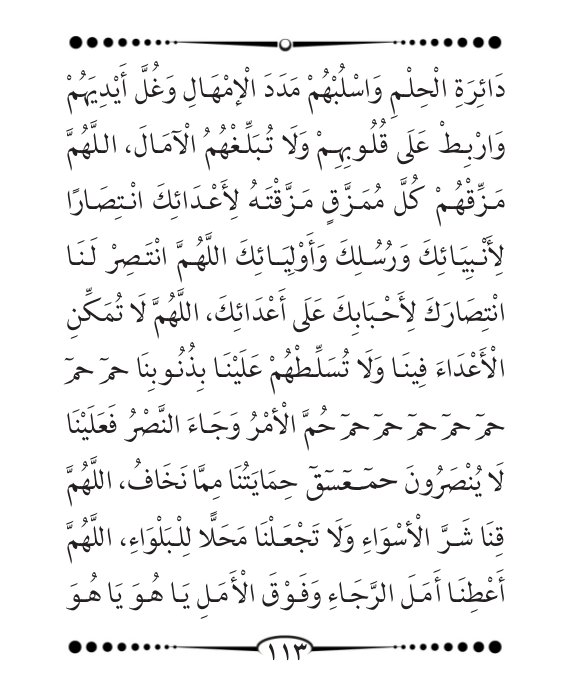 دَائِرَةِ الْحِلْمِ وَاسْلُبْهُمْ مَدَدَ الْإِمْهَالِ وَغُلَّ أَيْدِيَهُمْ
وَارْبِطْ عَلَى قُلُوبِهِمْ وَلَا تُبَلِّغْهُمُ الْآمَالَ، اللَّهُمَّ
مَزِّقْهُمْ كُلَّ مُمَزَّقٍ مَزَّقْتَهُ لِأَعْدَائِكَ انْتِصَارًا
لِأَنْبِيَائِكَ وَرُسُلِكَ وَأَوْلِيَائِكَ اللَّهُمَّ انْتَصِرْ لَنَا
انْتِصَارَكَ لِأَحْبَابِكَ عَلَى أَعْدَائِكَ، اللَّهُمَّ لَا تُمَكِّنِ
الْأَعْدَاءَ فِينَا وَلَا تُسَلِّطْهُمْ عَلَيْنَا بِذُنُوبِنَا حمٓ حمٓ
حمٓ حمٓ حمٓ حمٓ حمٓ حُمَّ الْأَمْرُ وَجَاءَ النَّصْرُ فَعَلَيْنَا
لَا يُنْصَرُونَ حمٓعٓسٓقٓ حِمَايَتُنَا مِمَّا نَخَافُ، اللَّهُمَّ
قِنَا شَرَّ الْأَسْوَاءِ وَلَا تَجْعَلْنَا مَحَلًّا لِلْبَلْوَاءِ، اللَّهُمَّ
أَعْطِنَا أَمَلَ الرَّجَاءِ وَفَوْقَ الْأَمَلِ يَا هُوَ يَا هُوَ
١١٣